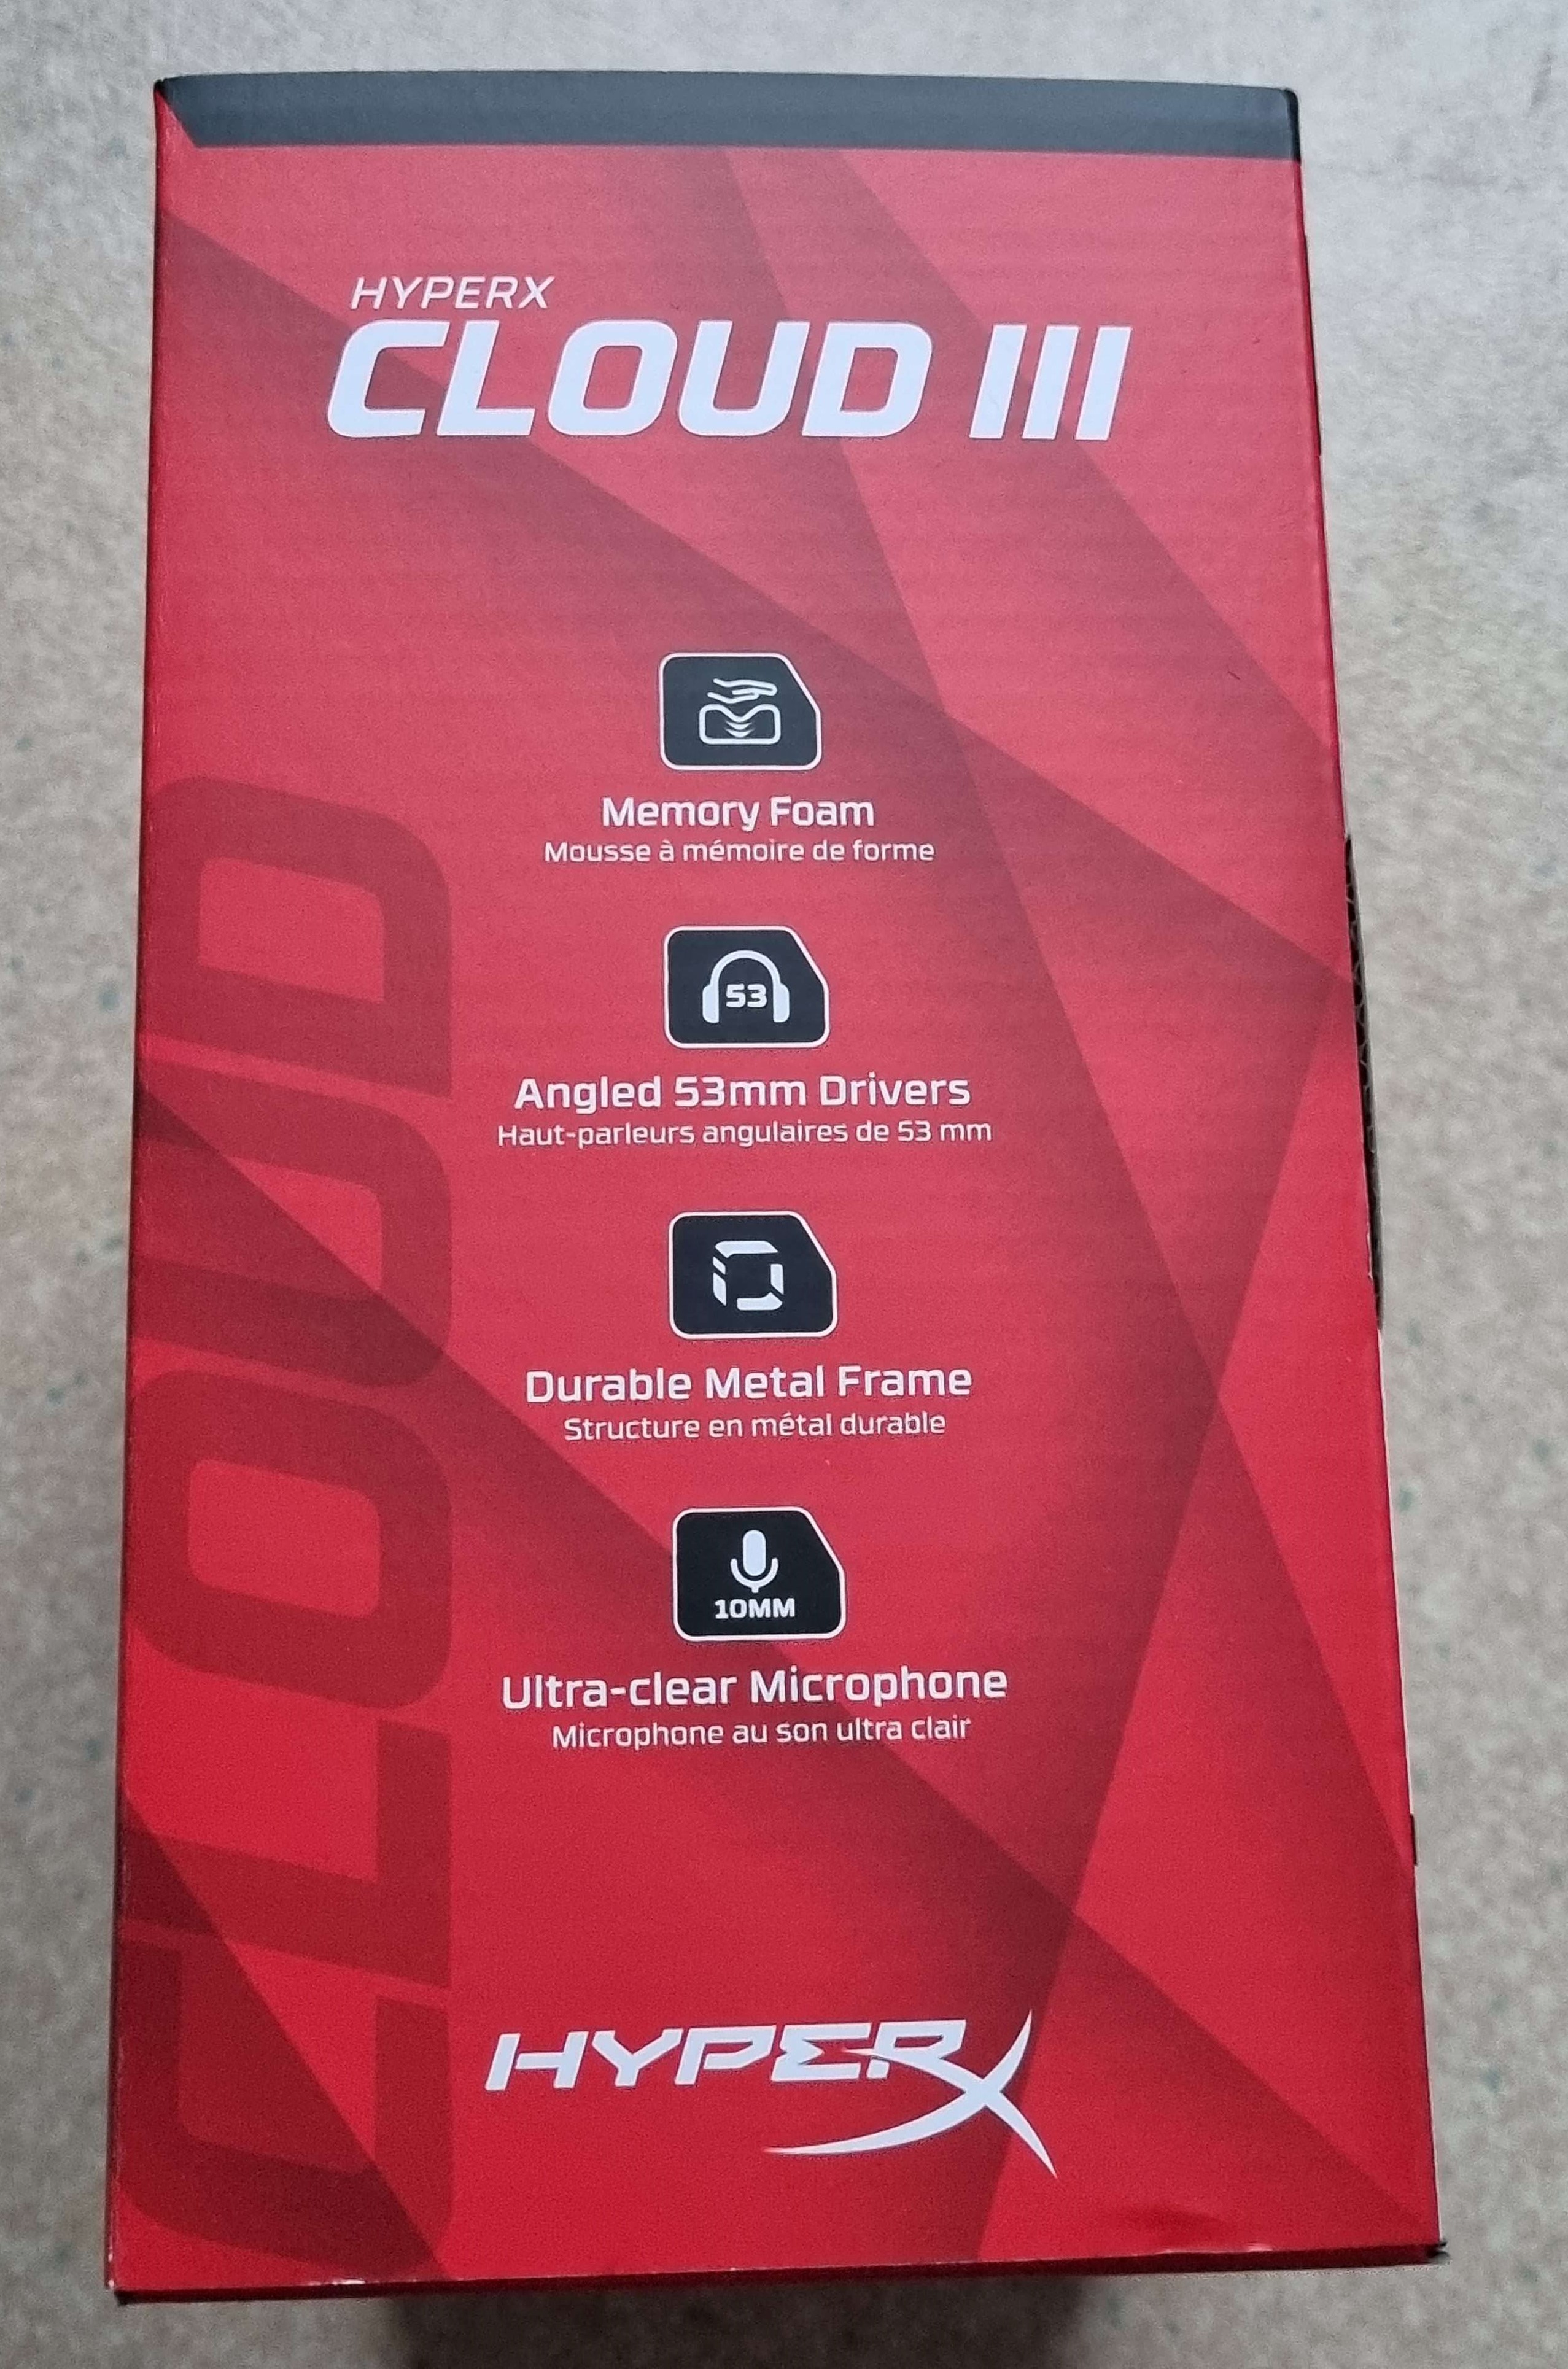 HYPERX
CLOUD III
Memory Foam
Mousse à mémoire de forme
53
Angled 53mm Drivers
Haut-parleurs angulaires de 53 mm
Durable Metal Frame
Structure en métal durable
10MM
Ultra-clear Microphone
Microphone au son ultra clair
CLOUD
HYPERX